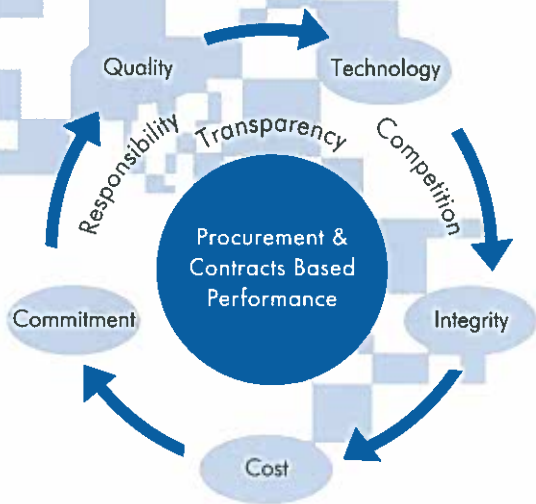 Quality
Technology
Responsibility
Transparency
Competition
Procurement &
Contracts Based
Performance
Commitment
Integrity
Cost